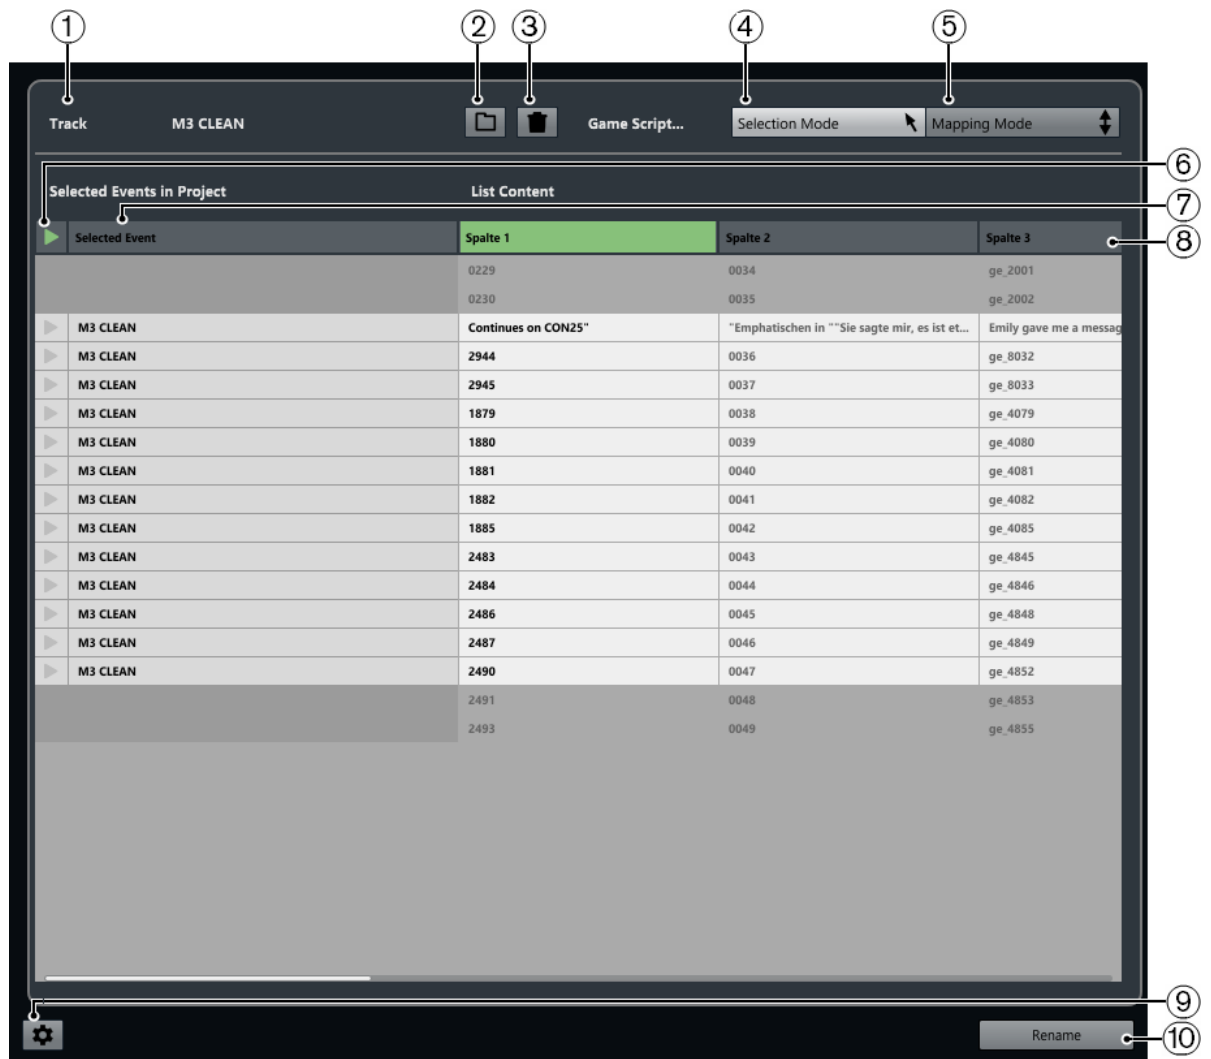 1 2 3 4 5
Track M3 CLEAN Game Script... Selection Mode Mapping Mode
6
Selected Events in Project List Content
7
Selected Event Spalte 1 Spalte 2 Spalte 3
8
0229 0034 ge_2001
0230 0035 ge_2002
M3 CLEAN Continues on CON25" "Emphatischen in ""Sie sagte mir, es ist et... Emily gave me a messag
M3 CLEAN 2944 0036 ge_8032
M3 CLEAN 2945 0037 ge_8033
M3 CLEAN 1879 0038 ge_4079
M3 CLEAN 1880 0039 ge_4080
M3 CLEAN 1881 0040 ge_4081
M3 CLEAN 1882 0041 ge_4082
M3 CLEAN 1885 0042 ge_4085
M3 CLEAN 2483 0043 ge_4845
M3 CLEAN 2484 0044 ge_4846
M3 CLEAN 2486 0045 ge_4848
M3 CLEAN 2487 0046 ge_4849
M3 CLEAN 2490 0047 ge_4852
2491 0048 ge_4853
2493 0049 ge_4855
9
Rename 10